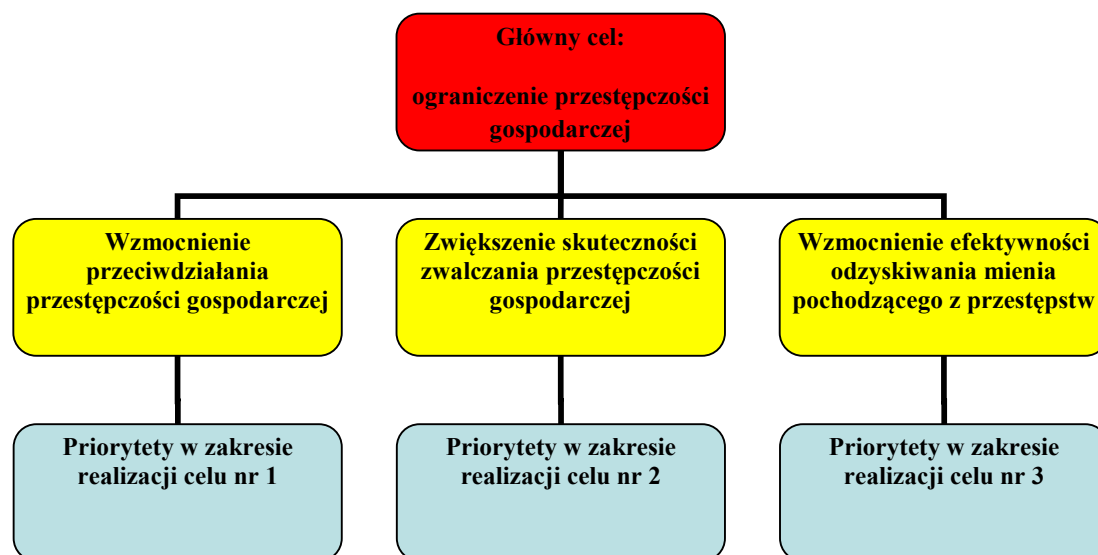 Główny cel:
ograniczenie przestępczości
gospodarczej
Wzmocnienie
przeciwdziałania
przestępczości gospodarczej
Zwiększenie skuteczności
zwalczania przestępczości
gospodarczej
Wzmocnienie efektywności
odzyskiwania mienia
pochodzącego z przestępstw
Priorytety w zakresie
realizacji celu nr 1
Priorytety w zakresie
realizacji celu nr 2
Priorytety w zakresie
realizacji celu nr 3